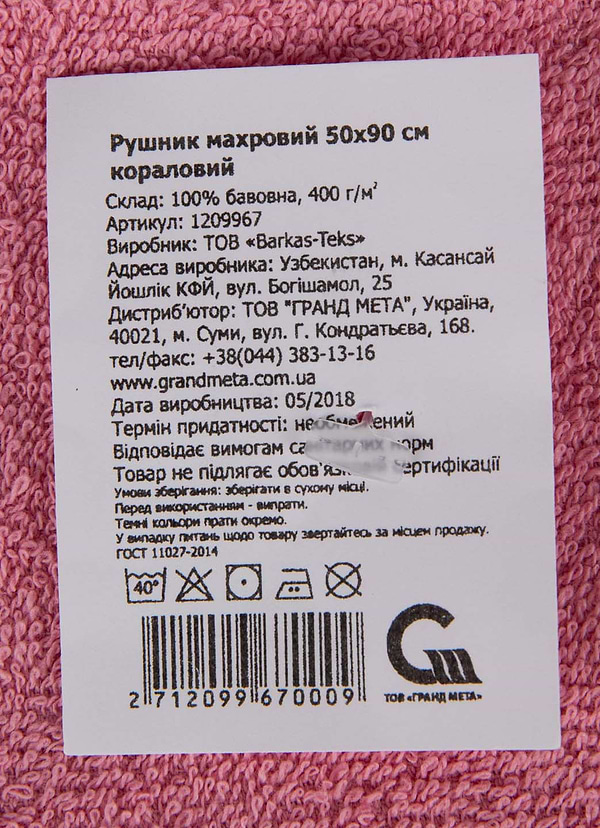 Рушник махровий 50х90 см
кораловий
Склад: 100% бавовна, 400 г/м²
Артикул: 1209967
Виробник: ТОВ «Barkas-Teks»
Адреса виробника: Узбекистан, м. Касансай
Йошлік КФЙ, вул. Богішамол, 25
Дистриб'ютор: ТОВ "ГРАНД МЕТА", Україна,
40021, м. Суми, вул. Г. Кондратьєва, 168.
тел/факс: +38(044) 383-13-16
www.grandmeta.com.ua
Дата виробництва: 05/2018
Термін придатності: необмежений
Відповідає вимогам санітарних норм
Товар не підлягає сертифікації
Умови зберігання: зберігати в сухому місці.
Перед використанням - випрати.
Темні кольори прати окремо.
У випадку питань щодо товару звертайтесь за місцем продажу.
ГОСТ 11027-2014
40°
2 712099 670009
ТОВ «ГРАНД МЕТА»